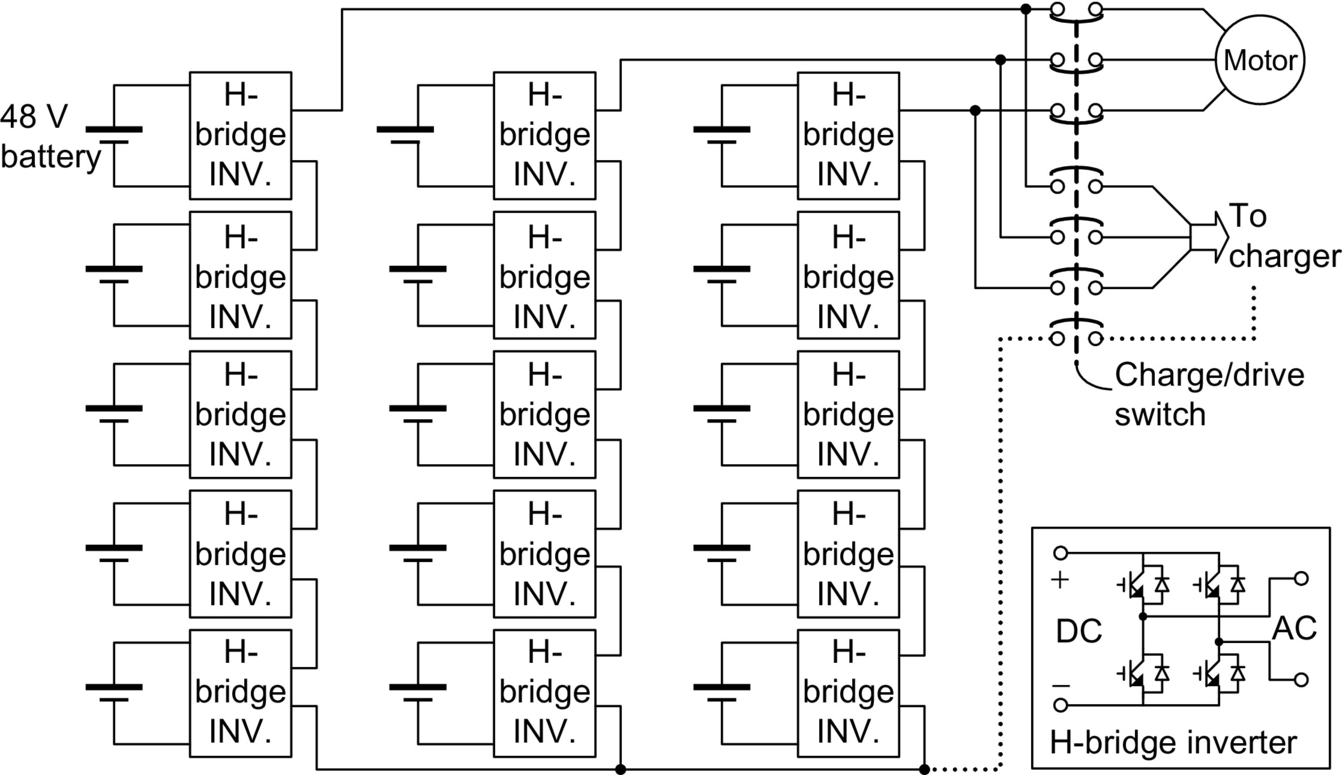 48 V
battery
H-
bridge
INV.
H-
bridge
INV.
H-
bridge
INV.
Motor
H-
bridge
INV.
H-
bridge
INV.
H-
bridge
INV.
To
charger
H-
bridge
INV.
H-
bridge
INV.
H-
bridge
INV.
Charge/drive
switch
H-
bridge
INV.
H-
bridge
INV.
H-
bridge
INV.
H-
bridge
INV.
H-
bridge
INV.
H-
bridge
INV.
+
DC
AC
−
H-bridge inverter